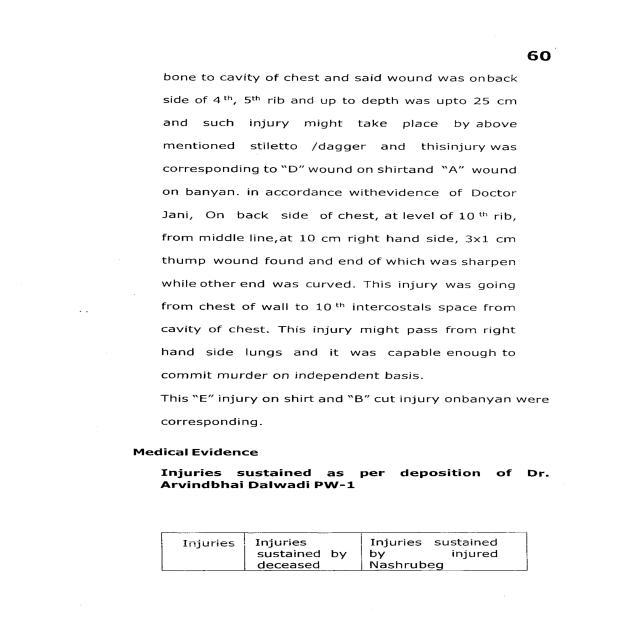 60
bone to cavity of chest and said wound was onback
side of 4th, 5th rib and up to depth was upto 25 cm
and such injury might take place by above
mentioned stiletto /dagger and thisinjury was
corresponding to "D" wound on shirtand "A" wound
on banyan. in accordance withevidence of Doctor
Jani, On back side of chest, at level of 10 th rib,
from middle line,at 10 cm right hand side, 3x1 cm
thump wound found and end of which was sharpen
while other end was curved. This injury was going
from chest of wall to 10 th intercostals space from
cavity of chest. This injury might pass from right
hand side lungs and it was capable enough to
commit murder on independent basis.
This "E" injury on shirt and "B" cut injury onbanyan were
corresponding.
Medical Evidence
Injuries sustained as per deposition of Dr.
Arvindbhai Dalwadi PW-1
Injuries | Injuries | Injuries sustained
sustained by | by injured
deceased | Nashrubeg